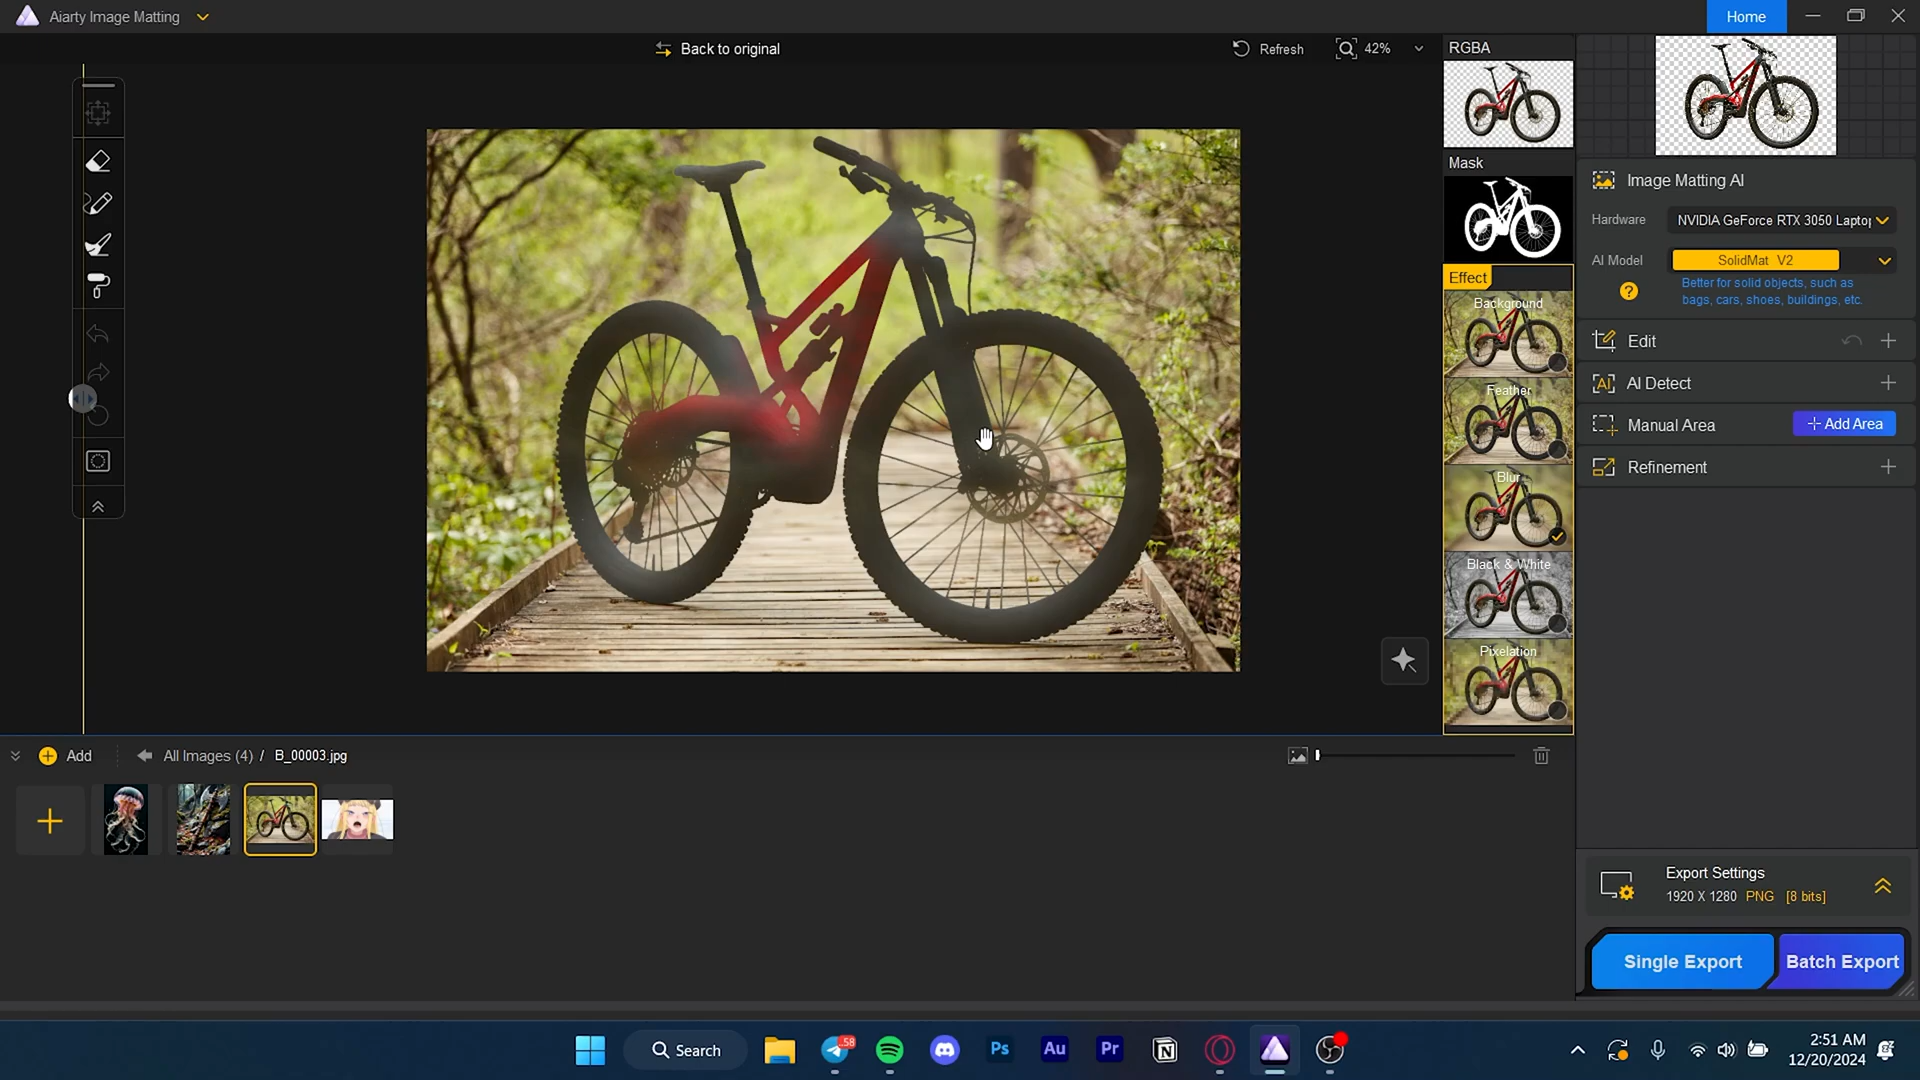 Aiarty Image Matting
Home
Back to original
Refresh
42%
RGBA
Mask
Effect
Background
Feather
Blur
Black & White
Pixelation
Image Matting AI
Hardware
NVIDIA GeForce RTX 3050 Laptop
AI Model
SolidMat V2
?
Better for solid objects, such as
bags, cars, shoes, buildings, etc.
Edit
AI Detect
Manual Area
Add Area
Refinement
Add
All Images (4) / B_00003.jpg
Export Settings
1920 X 1280 PNG [8 bits]
Single Export
Batch Export
Search
58
Ps
Au
Pr
2:51 AM
12/20/2024